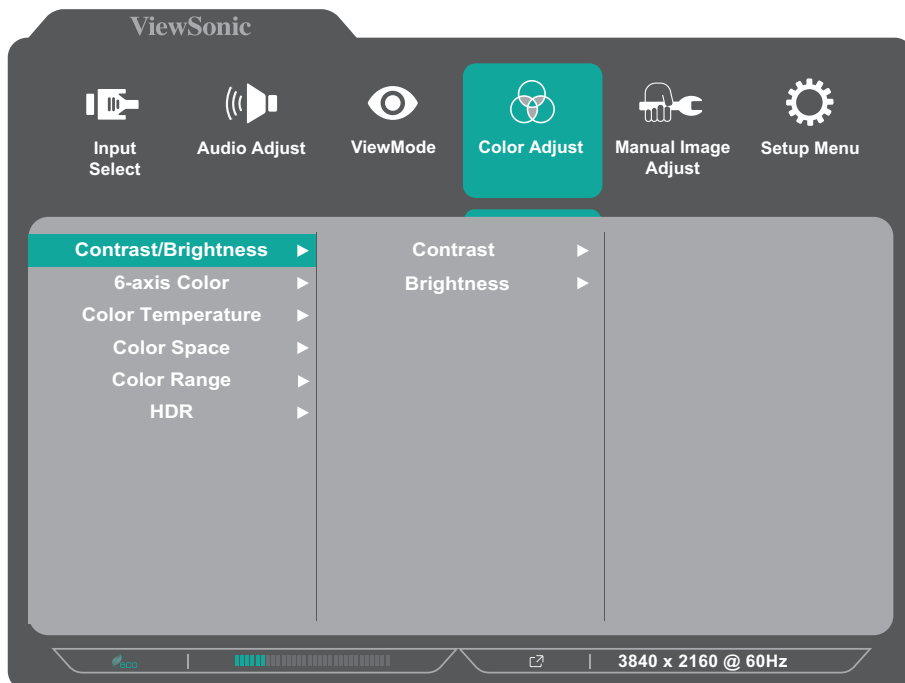 ViewSonic
Input
Select
Audio Adjust
ViewMode
Color Adjust
Manual Image
Adjust
Setup Menu
Contrast/Brightness
6-axis Color
Color Temperature
Color Space
Color Range
HDR
Contrast
Brightness
eco
3840 x 2160 @ 60Hz